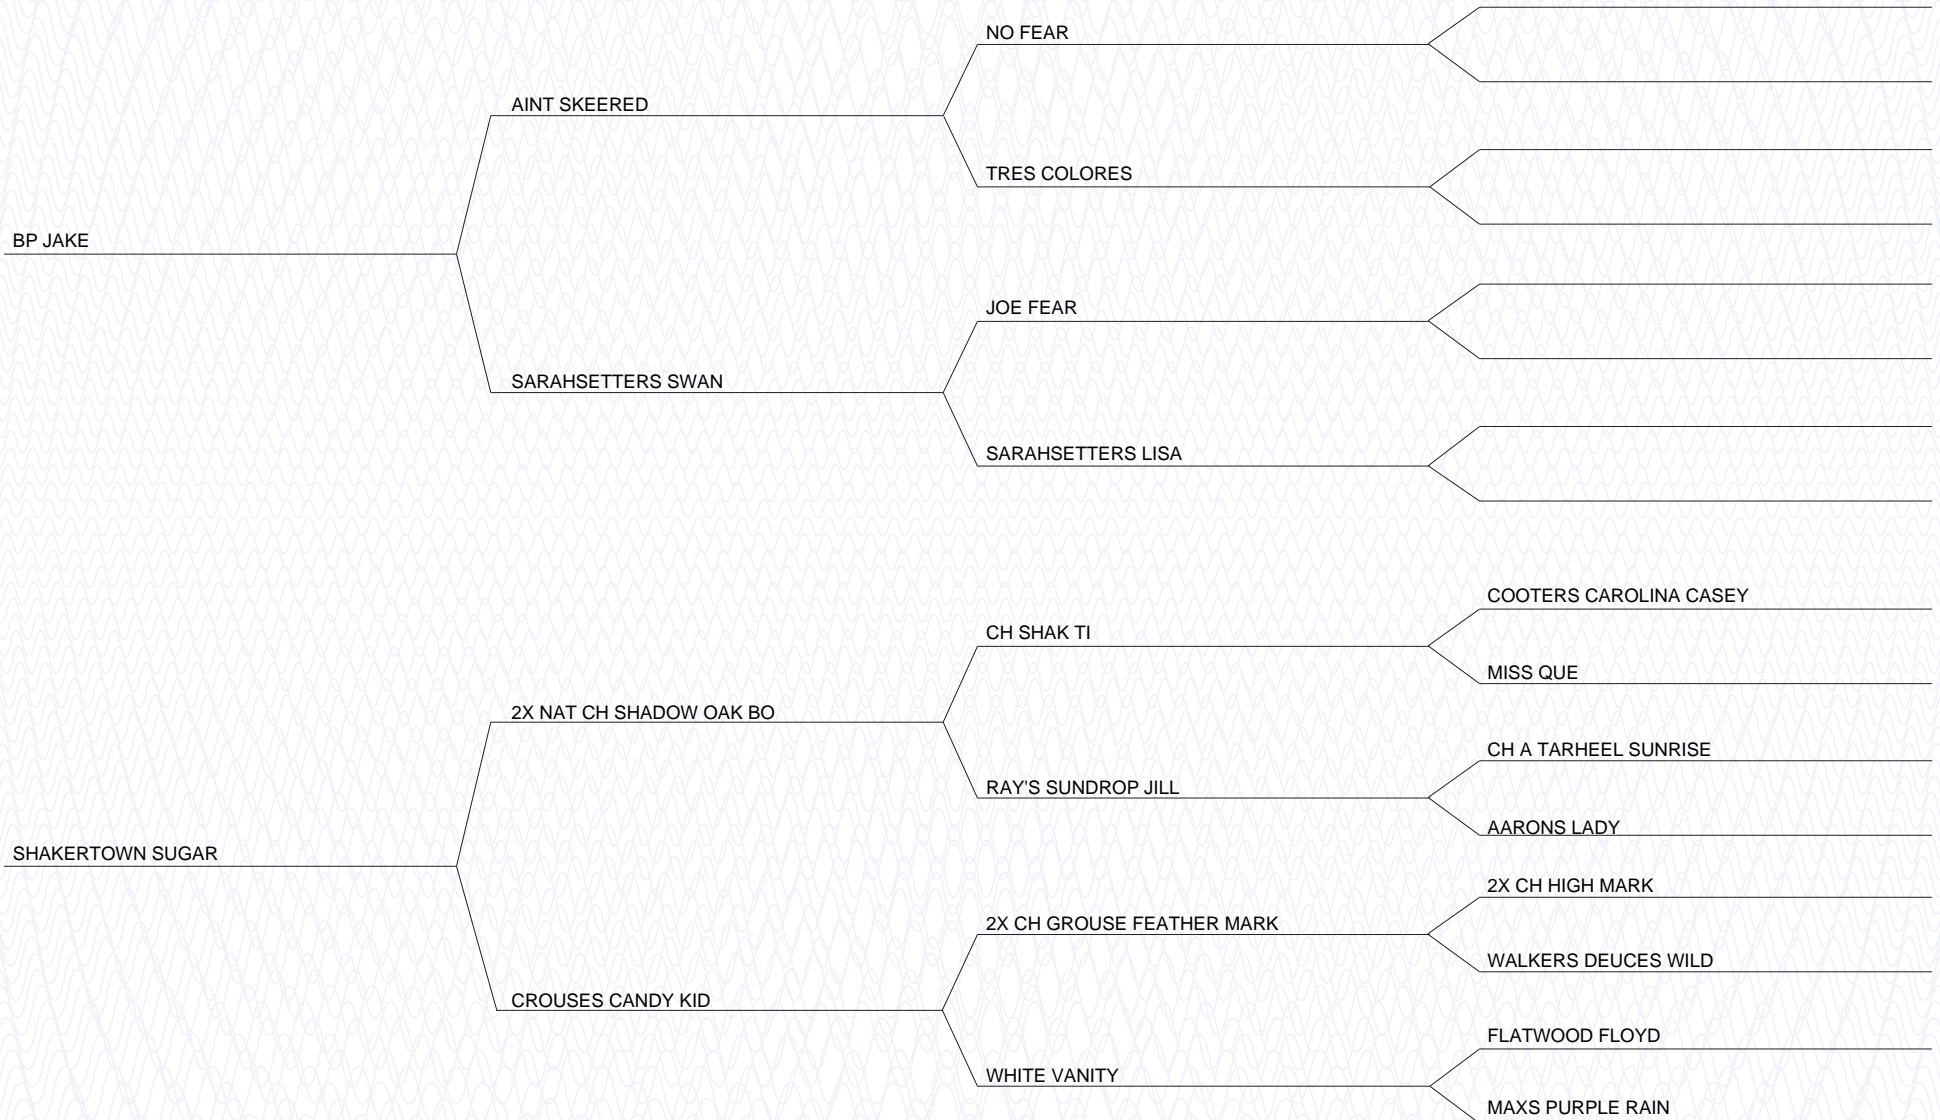 NO FEAR
AINT SKEERED
TRES COLORES
BP JAKE
JOE FEAR
SARAHSETTERS SWAN
SARAHSETTERS LISA
COOTERS CAROLINA CASEY
CH SHAK TI
MISS QUE
2X NAT CH SHADOW OAK BO
CH A TARHEEL SUNRISE
RAY'S SUNDROP JILL
AARONS LADY
SHAKERTOWN SUGAR
2X CH HIGH MARK
2X CH GROUSE FEATHER MARK
WALKERS DEUCES WILD
CROUSES CANDY KID
FLATWOOD FLOYD
WHITE VANITY
MAXS PURPLE RAIN